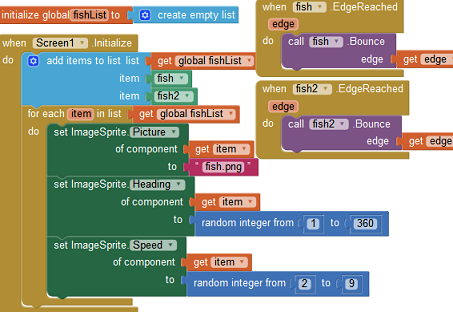 initialize global fishList to create empty list
when Screen1 .Initialize
do add items to list list get global fishList
item fish
item fish2
for each item in list get global fishList
do set ImageSprite. Picture
of component get item
to " fish.png "
set ImageSprite. Heading
of component get item
to random integer from 1 to 360
set ImageSprite. Speed
of component get item
to random integer from 2 to 9
when fish .EdgeReached
edge
do call fish .Bounce
edge get edge
when fish2 .EdgeReached
edge
do call fish2 .Bounce
edge get edge